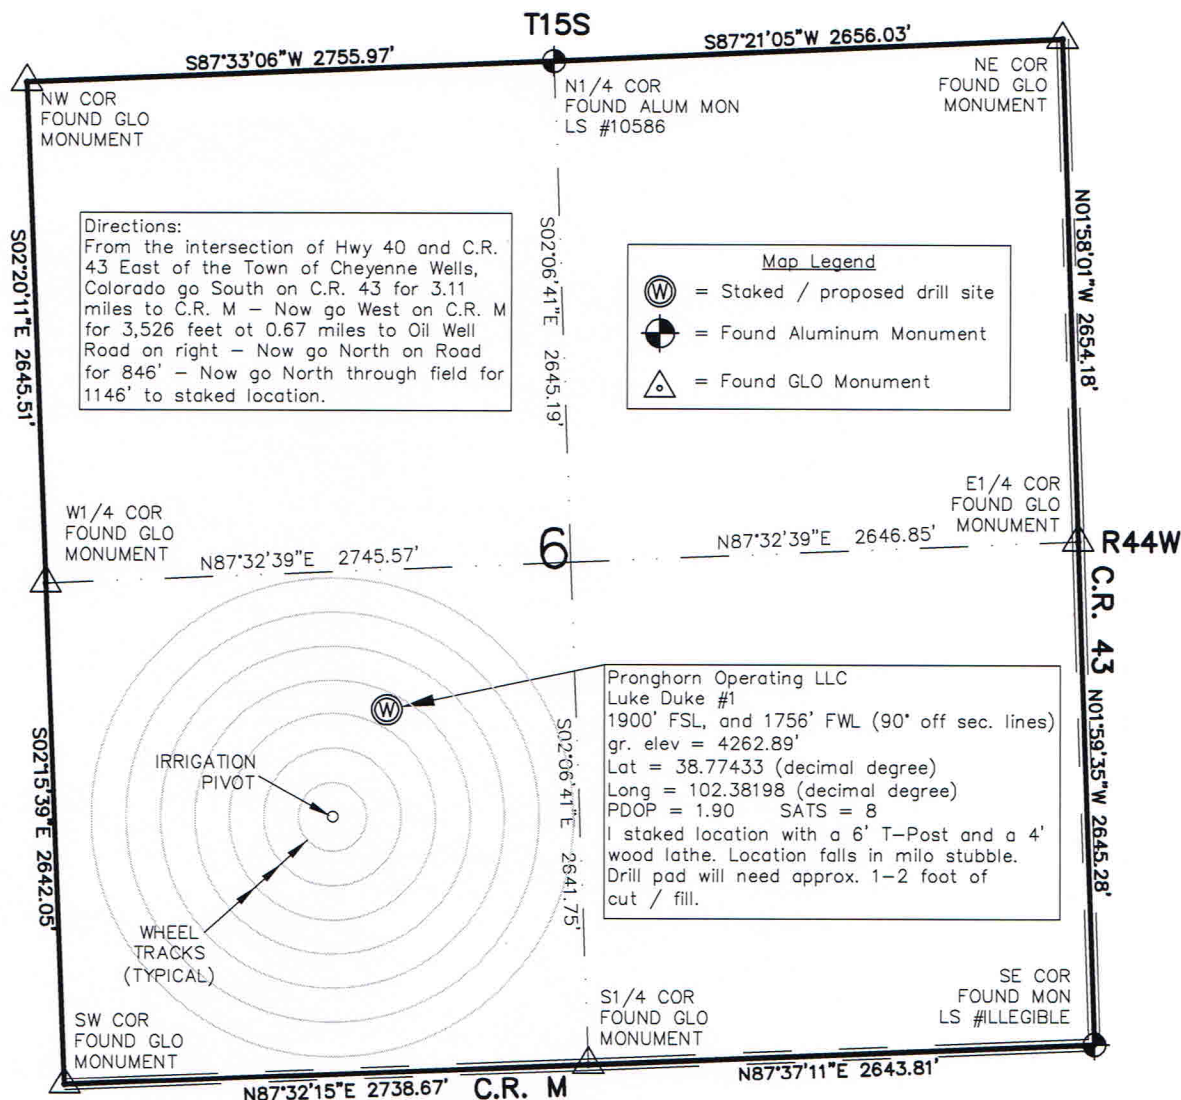 T15S
S87°33'06"W 2755.97'
S87°21'05"W 2656.03'
NW COR
FOUND GLO
MONUMENT
N1/4 COR
FOUND ALUM MON
LS #10586
NE COR
FOUND GLO
MONUMENT
S02°20'11"E 2645.51'
Directions:
From the intersection of Hwy 40 and C.R.
43 East of the Town of Cheyenne Wells,
Colorado go South on C.R. 43 for 3.11
miles to C.R. M – Now go West on C.R. M
for 3,526 feet ot 0.67 miles to Oil Well
Road on right – Now go North on Road
for 846' – Now go North through field for
1146' to staked location.
S02°06'41"E 2645.19'
Map Legend
W = Staked / proposed drill site
= Found Aluminum Monument
= Found GLO Monument
N01°58'01"W 2654.18'
W1/4 COR
FOUND GLO
MONUMENT
E1/4 COR
FOUND GLO
MONUMENT
N87°32'39"E 2745.57'
6
N87°32'39"E 2646.85'
R44W
C.R. 43
S02°15'39"E 2642.05'
W
IRRIGATION
PIVOT
WHEEL
TRACKS
(TYPICAL)
S02°06'41"E 2641.75'
Pronghorn Operating LLC
Luke Duke #1
1900' FSL, and 1756' FWL (90° off sec. lines)
gr. elev = 4262.89'
Lat = 38.77433 (decimal degree)
Long = 102.38198 (decimal degree)
PDOP = 1.90 SATS = 8
I staked location with a 6' T–Post and a 4'
wood lathe. Location falls in milo stubble.
Drill pad will need approx. 1–2 foot of
cut / fill.
N01°59'35"W 2645.28'
SW COR
FOUND GLO
MONUMENT
S1/4 COR
FOUND GLO
MONUMENT
SE COR
FOUND MON
LS #ILLEGIBLE
N87°32'15"E 2738.67'
C.R. M
N87°37'11"E 2643.81'